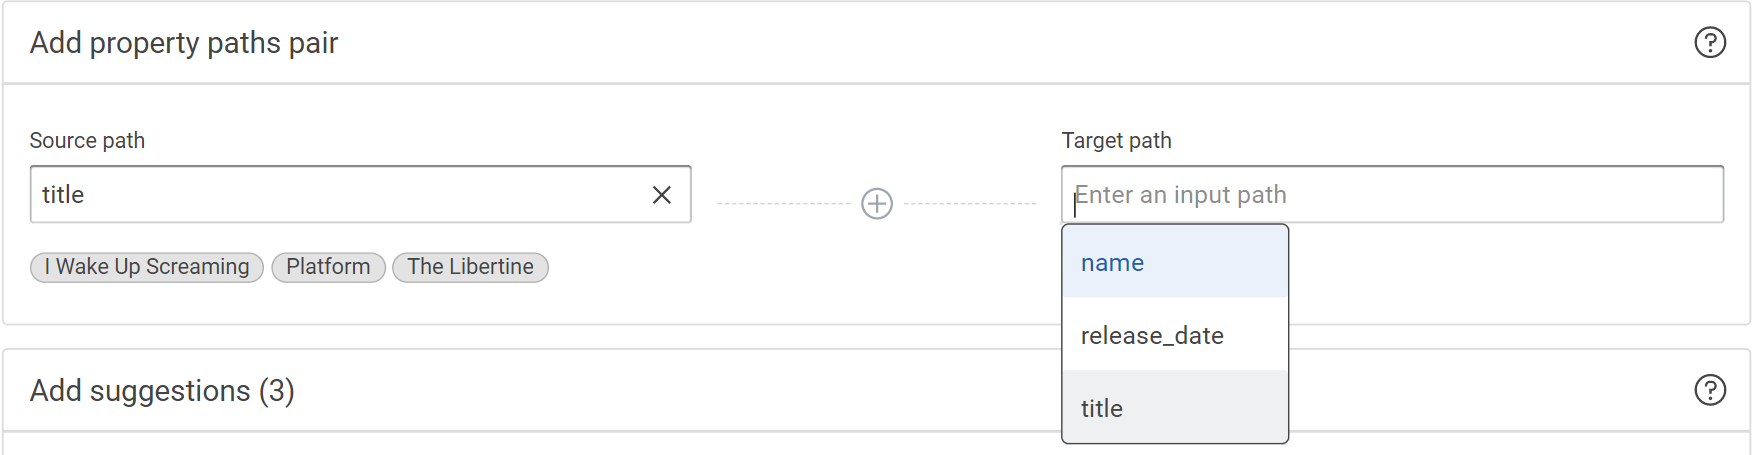 Add property paths pair
Source path
Target path
title
Enter an input path
I Wake Up Screaming Platform The Libertine
name
release_date
title
Add suggestions (3)